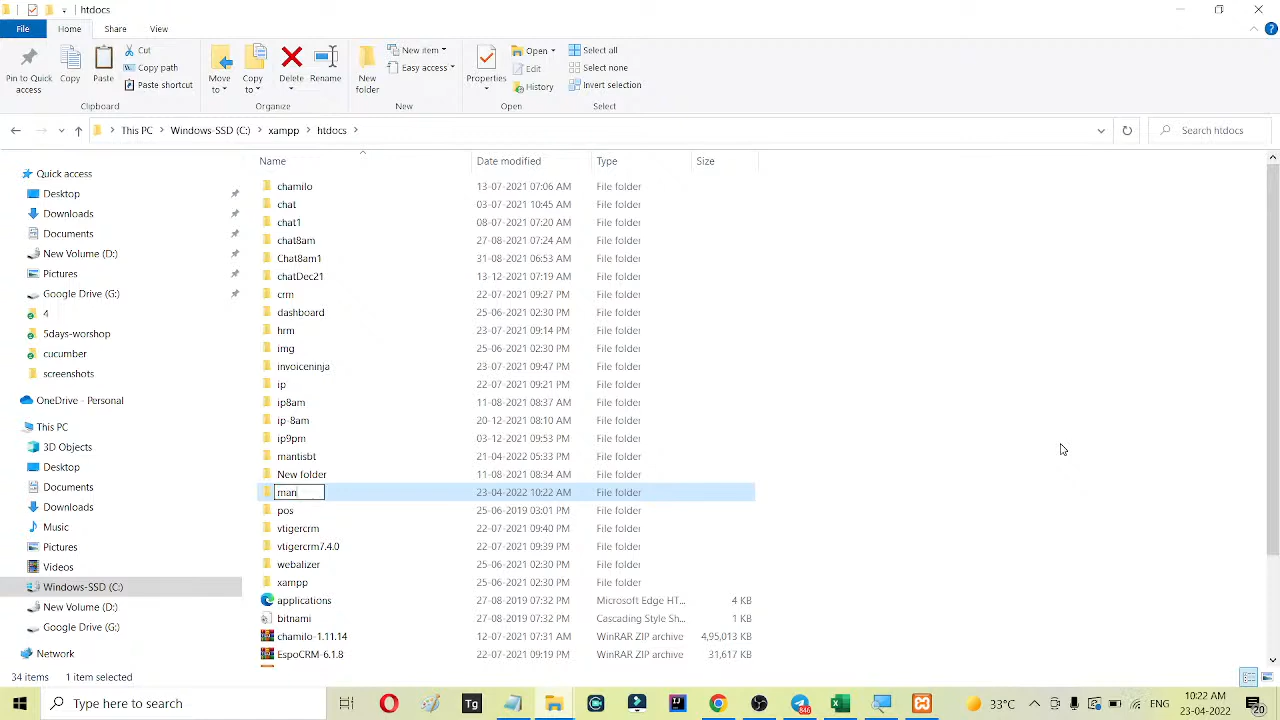 htdocs
File Home Share View
Pin to Quick access
Copy
Paste
Cut
Copy path
Paste shortcut
Clipboard
Move to
Copy to
Delete
Rename
Organize
New folder
New item
Easy access
New
Properties
Open
Edit
History
Open
Select all
Select none
Invert selection
Select
This PC Windows-SSD (C:) xampp htdocs
Search htdocs
Quick access
Desktop
Downloads
Documents
New Volume (D:)
Pictures
Google Drive (G:)
4
5days-worshop
cucumber
screenshots
OneDrive - Personal
This PC
3D Objects
Desktop
Documents
Downloads
Music
Pictures
Videos
Windows-SSD (C:)
New Volume (D:)
Google Drive (G:)
Network
Name Date modified Type Size
chamilo 13-07-2021 07:06 AM File folder
chat 03-07-2021 10:45 AM File folder
chat1 08-07-2021 07:20 AM File folder
chat8am 27-08-2021 07:24 AM File folder
Chat8am1 31-08-2021 06:53 AM File folder
chatDec21 13-12-2021 07:19 AM File folder
crm 22-07-2021 09:27 PM File folder
dashboard 25-06-2021 02:30 PM File folder
hrm 23-07-2021 09:14 PM File folder
img 25-06-2021 02:30 PM File folder
invoiceninja 23-07-2021 09:47 PM File folder
ip 22-07-2021 09:21 PM File folder
ip8am 11-08-2021 08:37 AM File folder
ip-8am 20-12-2021 08:10 AM File folder
ip9pm 03-12-2021 09:53 PM File folder
mantisbt 21-04-2022 05:33 PM File folder
New folder 11-08-2021 08:34 AM File folder
man 23-04-2022 10:22 AM File folder
pos 25-06-2019 03:01 PM File folder
vtigercrm 22-07-2021 09:40 PM File folder
vtigercrm7.4.0 22-07-2021 09:39 PM File folder
webalizer 25-06-2021 02:30 PM File folder
xampp 25-06-2021 02:30 PM File folder
applications 27-08-2019 07:32 PM Microsoft Edge HT... 4 KB
bitnami 27-08-2019 07:32 PM Cascading Style Sh... 1 KB
chamilo-1.11.14 12-07-2021 07:31 AM WinRAR ZIP archive 4,95,013 KB
EspoCRM-6.1.8 22-07-2021 09:19 PM WinRAR ZIP archive 31,617 KB
34 items 1 item selected
Type here to search
Tg
846
33°C
ENG
10:22 AM
23-04-2022
20